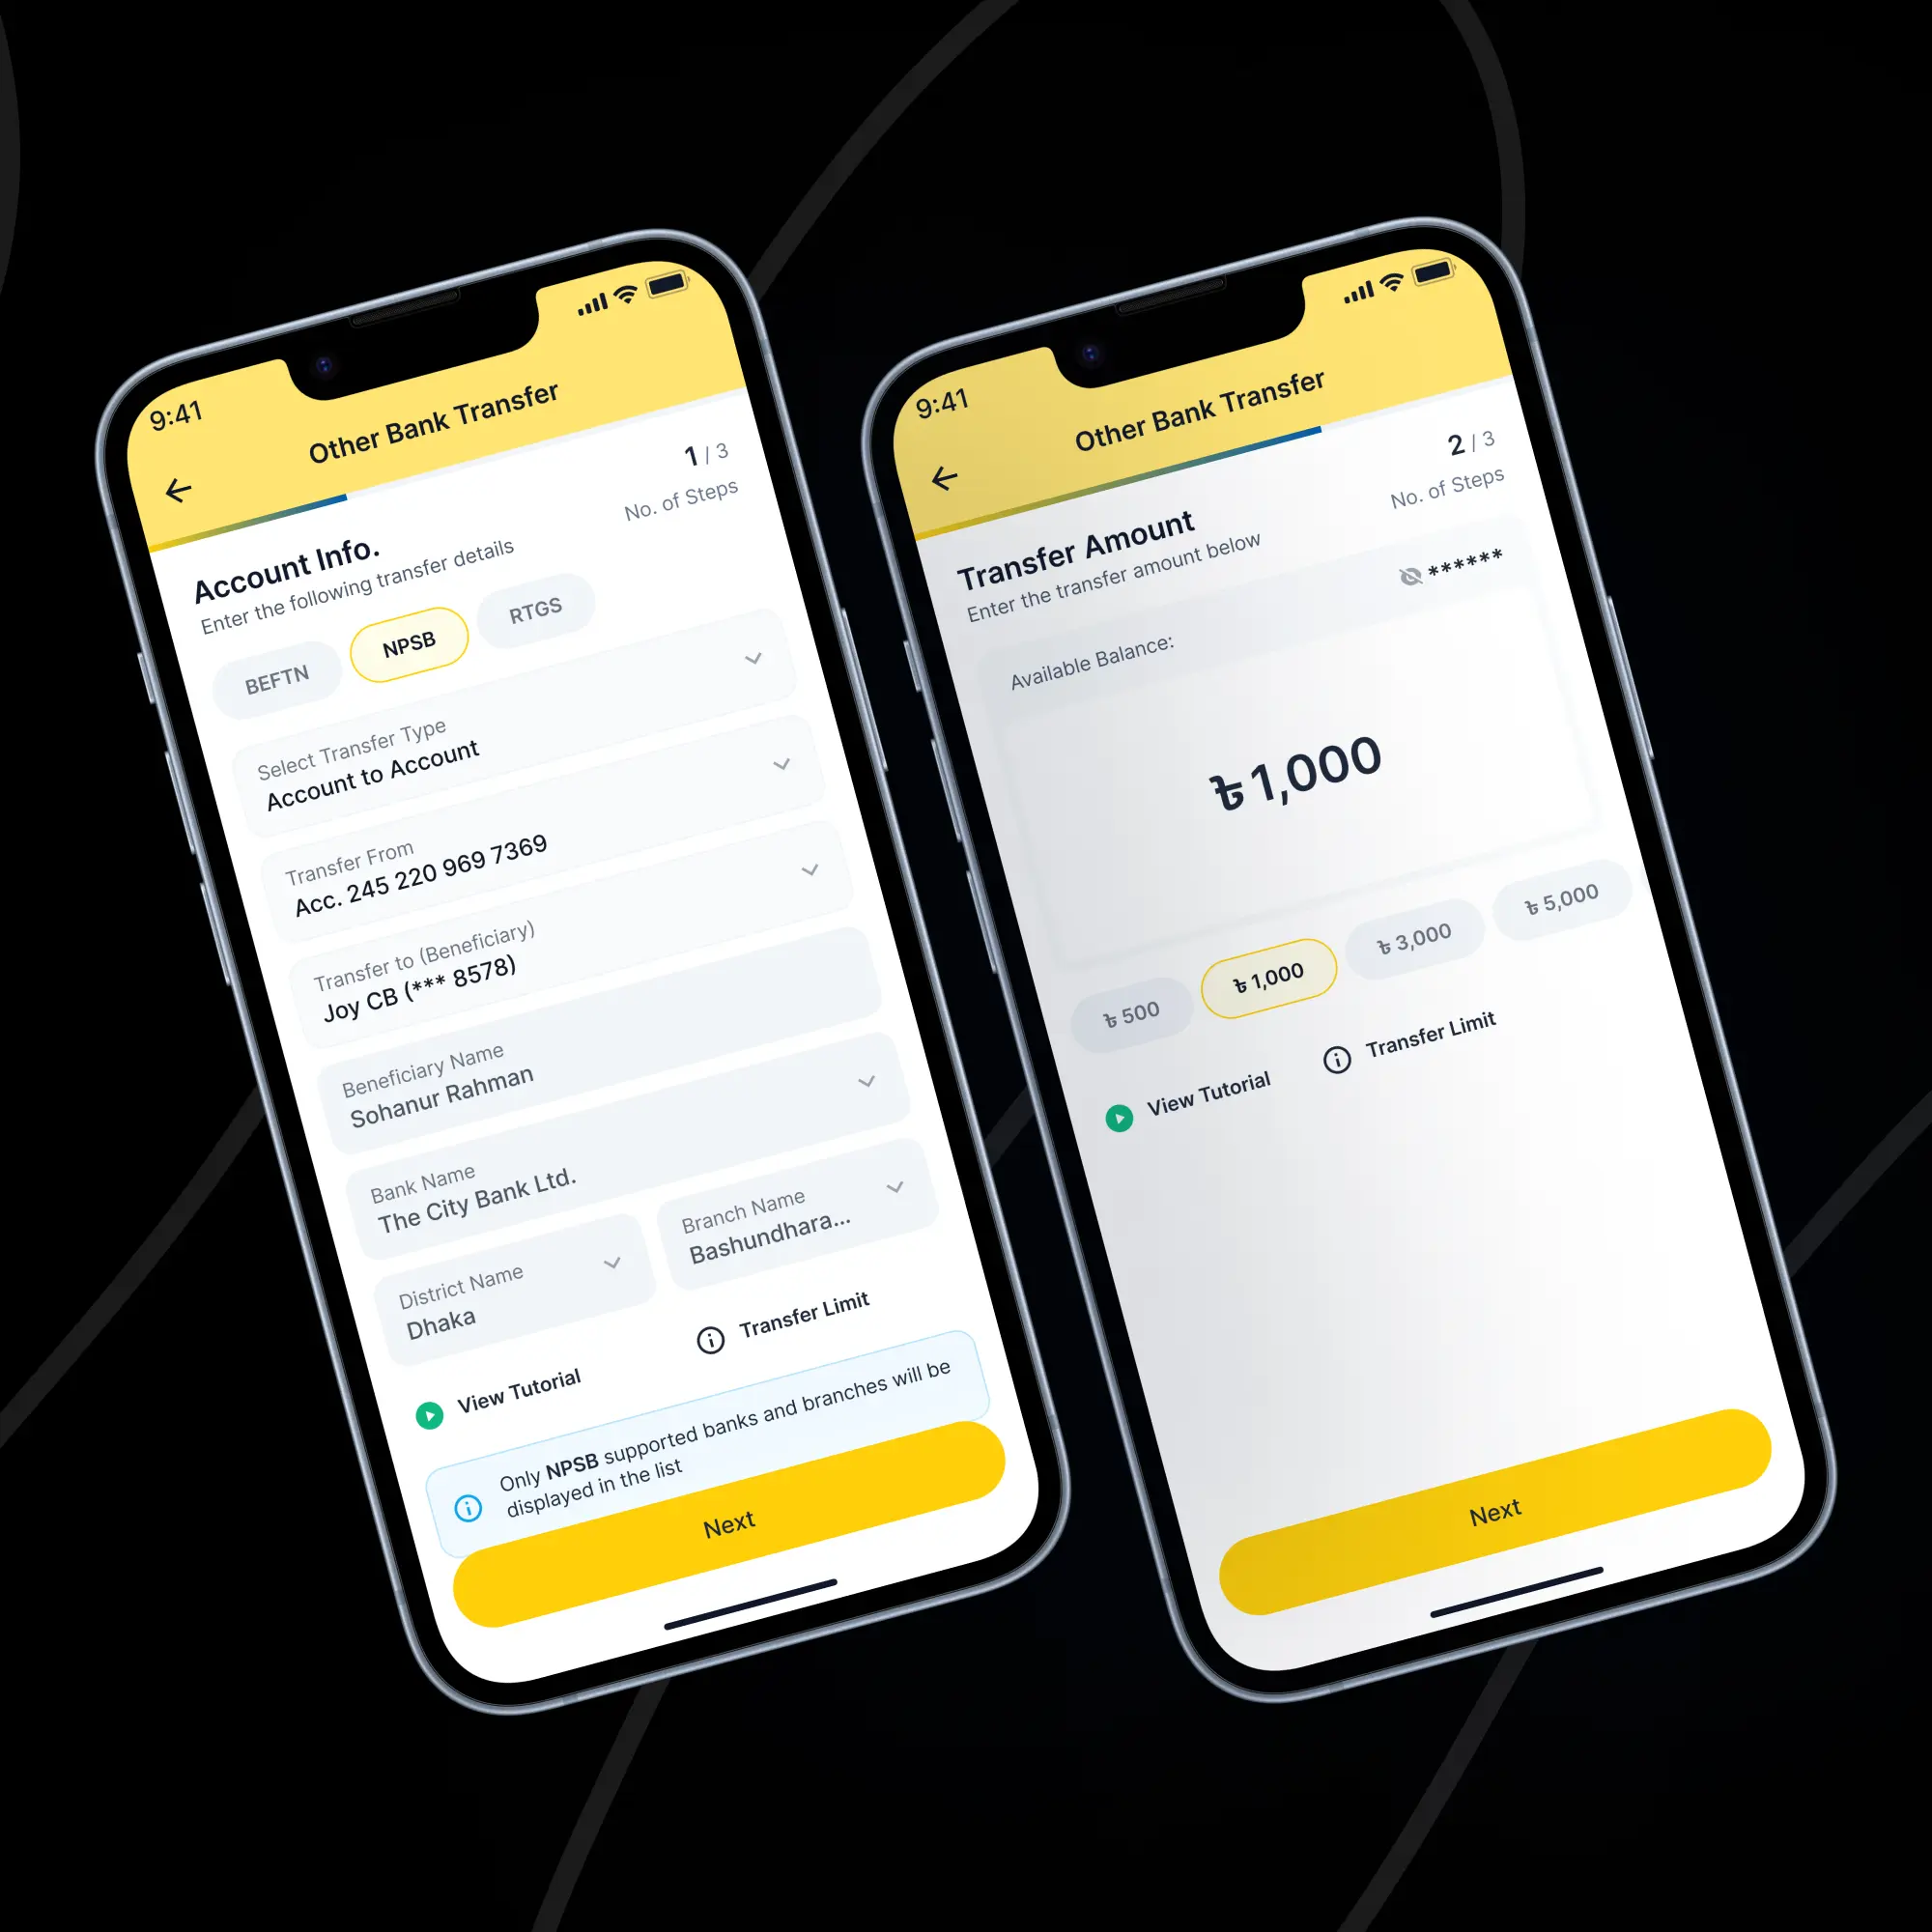 9:41
Other Bank Transfer
1 / 3
No. of Steps
Account Info.
Enter the following transfer details
BEFTN
NPSB
RTGS
Select Transfer Type
Account to Account
Transfer From
Acc. 245 220 969 7369
Transfer to (Beneficiary)
Joy CB (*** 8578)
Beneficiary Name
Sohanur Rahman
Bank Name
The City Bank Ltd.
District Name
Dhaka
Branch Name
Bashundhara...
View Tutorial
Transfer Limit
Only NPSB supported banks and branches will be
displayed in the list
Next
9:41
Other Bank Transfer
2 / 3
No. of Steps
Transfer Amount
Enter the transfer amount below
Available Balance:
******
৳ 1,000
৳ 500
৳ 1,000
৳ 3,000
৳ 5,000
View Tutorial
Transfer Limit
Next